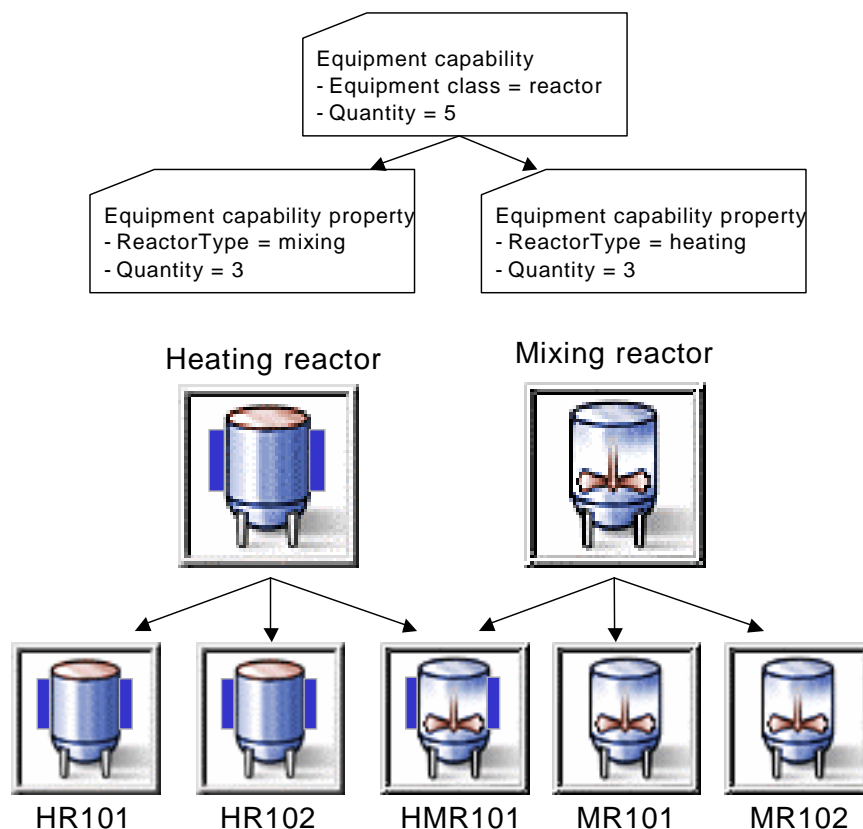 Equipment capability
- Equipment class = reactor
- Quantity = 5
Equipment capability property
- ReactorType = mixing
- Quantity = 3
Equipment capability property
- ReactorType = heating
- Quantity = 3
Heating reactor
Mixing reactor
HR101
HR102
HMR101
MR101
MR102